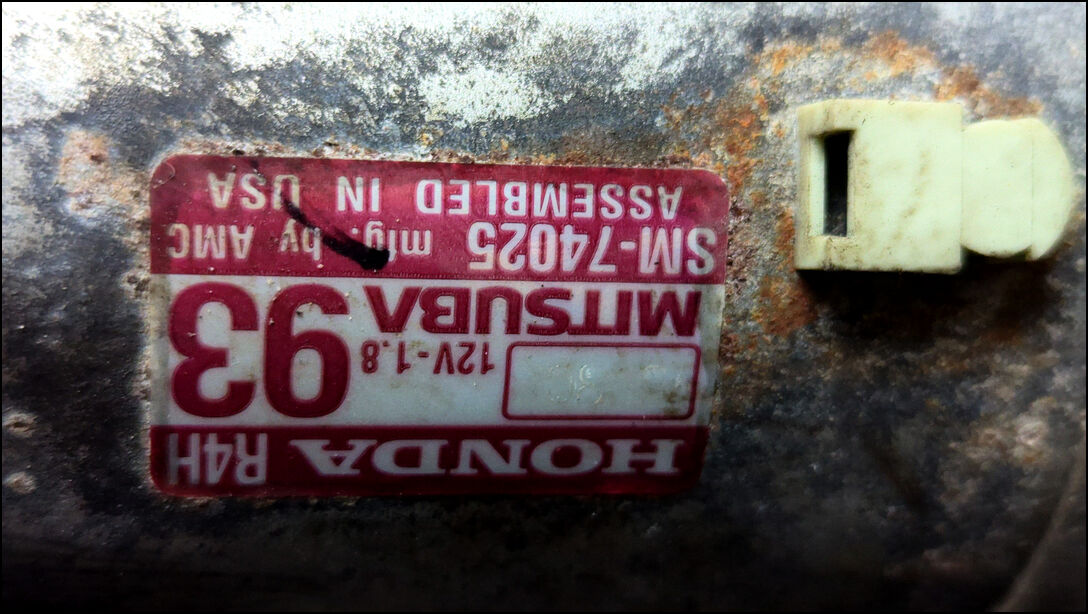 HONDA R4H
12V-1.8 93
MITSUBA
SM-74025 mfg. by AMC
ASSEMBLED IN USA